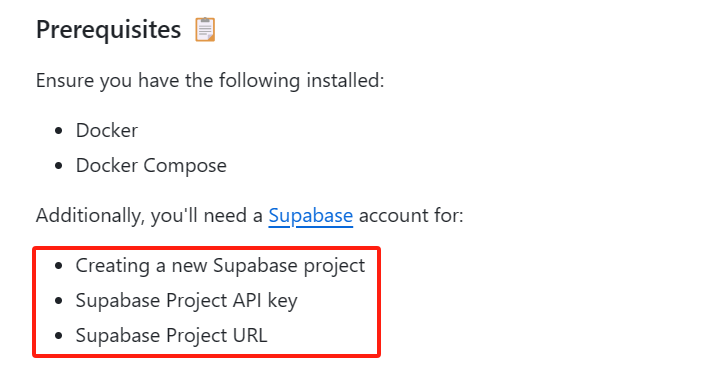 Prerequisites 📋
Ensure you have the following installed:
• Docker
• Docker Compose
Additionally, you'll need a Supabase account for:
• Creating a new Supabase project
• Supabase Project API key
• Supabase Project URL